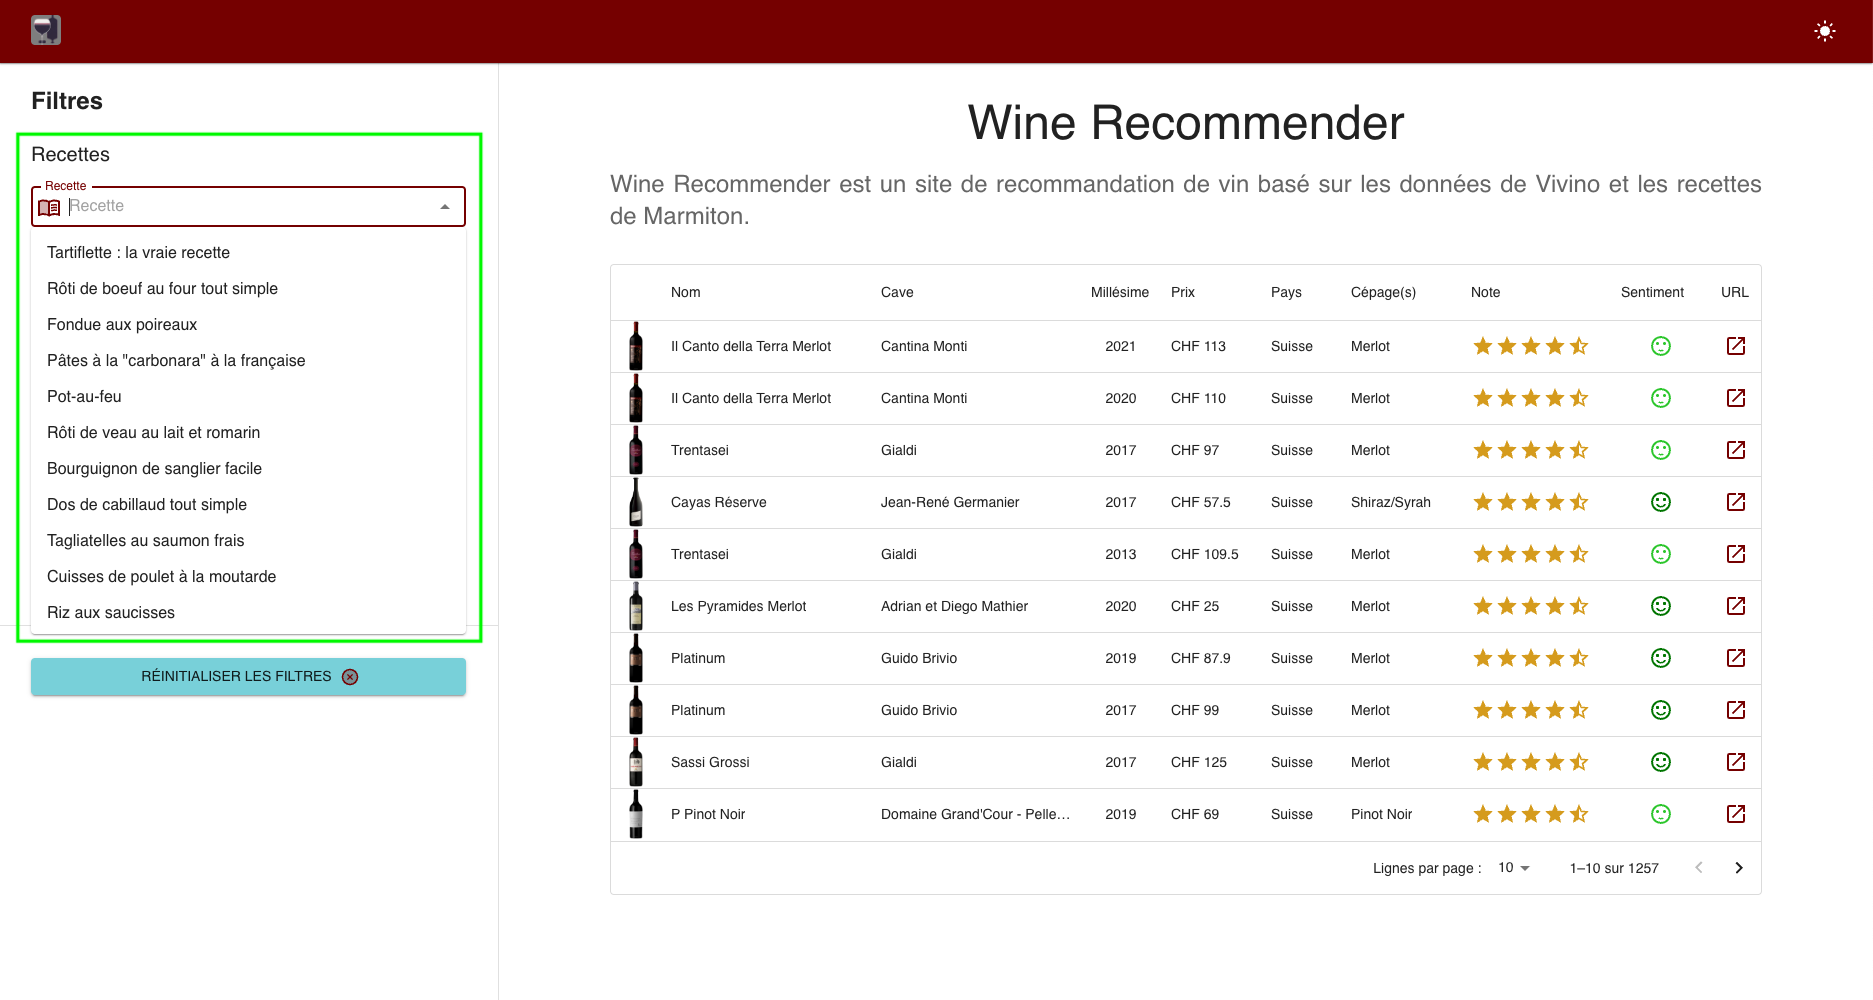 Filtres
Recettes
Recette
Recette
Tartiflette : la vraie recette
Rôti de boeuf au four tout simple
Fondue aux poireaux
Pâtes à la "carbonara" à la française
Pot-au-feu
Rôti de veau au lait et romarin
Bourguignon de sanglier facile
Dos de cabillaud tout simple
Tagliatelles au saumon frais
Cuisses de poulet à la moutarde
Riz aux saucisses
RÉINITIALISER LES FILTRES
Wine Recommender
Wine Recommender est un site de recommandation de vin basé sur les données de Vivino et les recettes
de Marmiton.
Nom Cave Millésime Prix Pays Cépage(s) Note Sentiment URL
Il Canto della Terra Merlot Cantina Monti 2021 CHF 113 Suisse Merlot
Il Canto della Terra Merlot Cantina Monti 2020 CHF 110 Suisse Merlot
Trentasei Gialdi 2017 CHF 97 Suisse Merlot
Cayas Réserve Jean-René Germanier 2017 CHF 57.5 Suisse Shiraz/Syrah
Trentasei Gialdi 2013 CHF 109.5 Suisse Merlot
Les Pyramides Merlot Adrian et Diego Mathier 2020 CHF 25 Suisse Merlot
Platinum Guido Brivio 2019 CHF 87.9 Suisse Merlot
Platinum Guido Brivio 2017 CHF 99 Suisse Merlot
Sassi Grossi Gialdi 2017 CHF 125 Suisse Merlot
P Pinot Noir Domaine Grand'Cour - Pelle... 2019 CHF 69 Suisse Pinot Noir
Lignes par page : 10 1–10 sur 1257